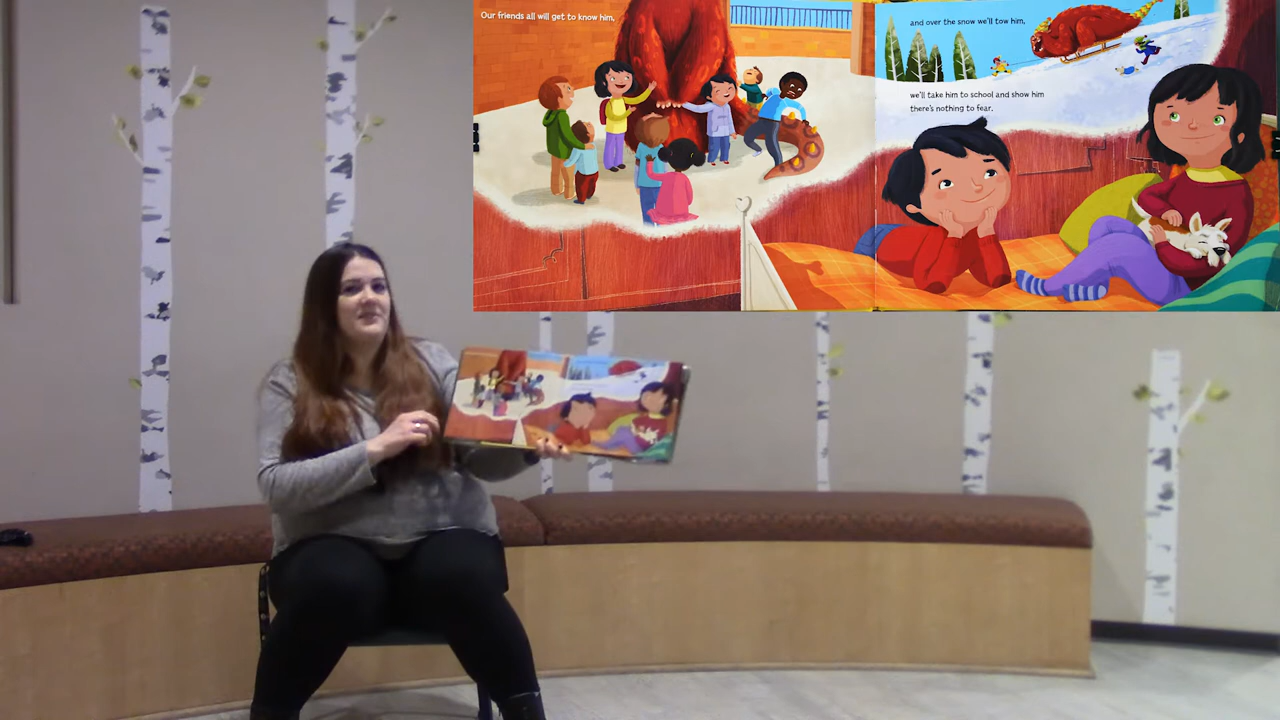 Our friends all will get to know him,
and over the snow we'll tow him,
we'll take him to school and show him
there's nothing to fear.